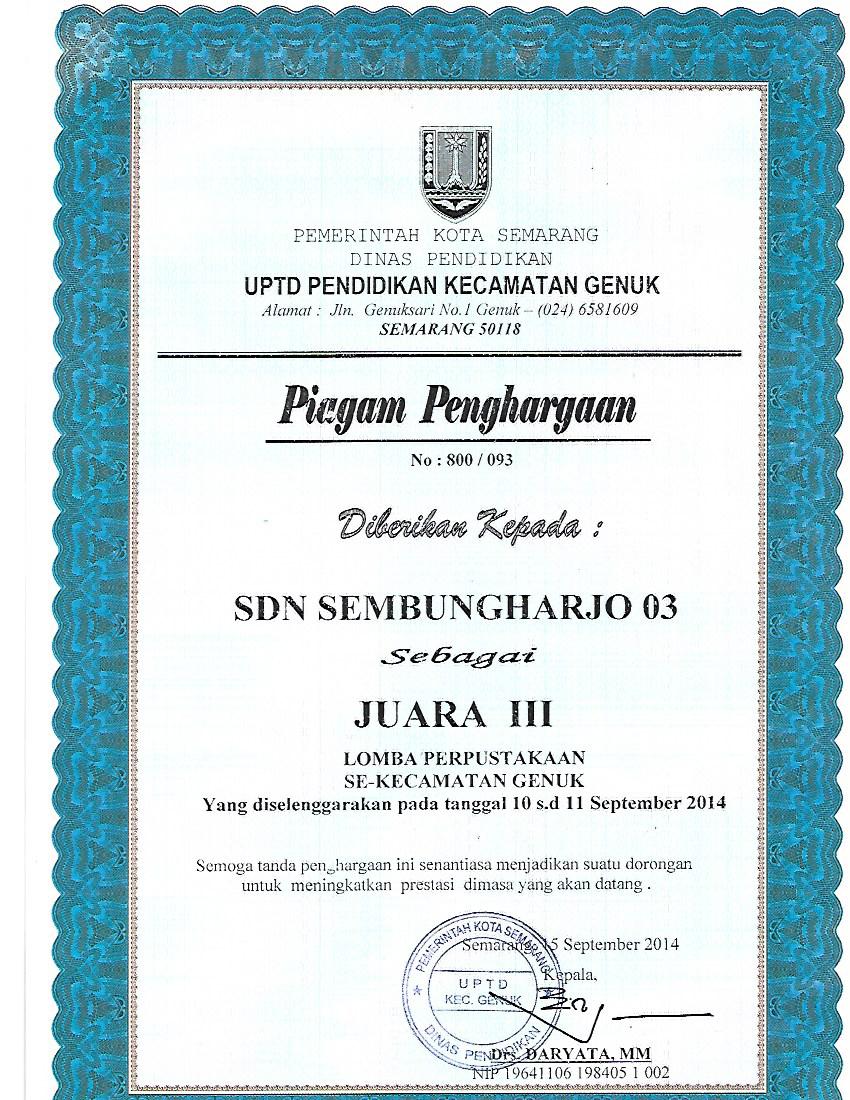 PEMERINTAH KOTA SEMARANG
DINAS PENDIDIKAN
UPTD PENDIDIKAN KECAMATAN GENUK
Alamat : Jln. Genuksari No.1 Genuk – (024) 6581609
SEMARANG 50118
Piagam Penghargaan
No : 800 / 093
Diberikan Kepada :
SDN SEMBUNGHARJO 03
Sebagai
JUARA III
LOMBA PERPUSTAKAAN
SE-KECAMATAN GENUK
Yang diselenggarakan pada tanggal 10 s.d 11 September 2014
Semoga tanda penghargaan ini senantiasa menjadikan suatu dorongan
untuk meningkatkan prestasi dimasa yang akan datang .
Semarang, 15 September 2014
Kepala,
PEMERINTAH KOTA SEMARANG
UPTD
KEC. GENUK
DINAS PENDIDIKAN
Drs. DARYATA, MM
NIP 19641106 198405 1 002